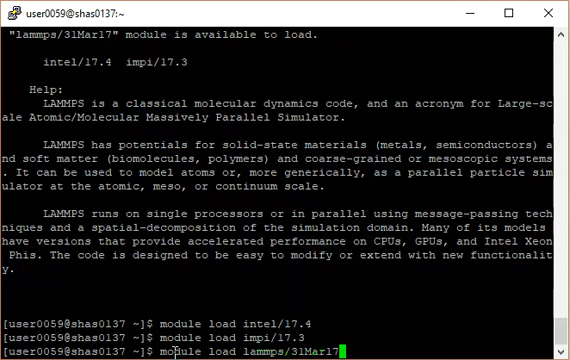 user0059@shas0137:~
"lammps/31Mar17" module is available to load.
intel/17.4  impi/17.3
Help:
LAMMPS is a classical molecular dynamics code, and an acronym for Large-sc
ale Atomic/Molecular Massively Parallel Simulator.
LAMMPS has potentials for solid-state materials (metals, semiconductors) a
nd soft matter (biomolecules, polymers) and coarse-grained or mesoscopic systems
. It can be used to model atoms or, more generically, as a parallel particle sim
ulator at the atomic, meso, or continuum scale.
LAMMPS runs on single processors or in parallel using message-passing tech
niques and a spatial-decomposition of the simulation domain. Many of its models
have versions that provide accelerated performance on CPUs, GPUs, and Intel Xeon
Phis. The code is designed to be easy to modify or extend with new functionalit
y.
[user0059@shas0137 ~]$ module load intel/17.4
[user0059@shas0137 ~]$ module load impi/17.3
[user0059@shas0137 ~]$ module load lammps/31Mar17